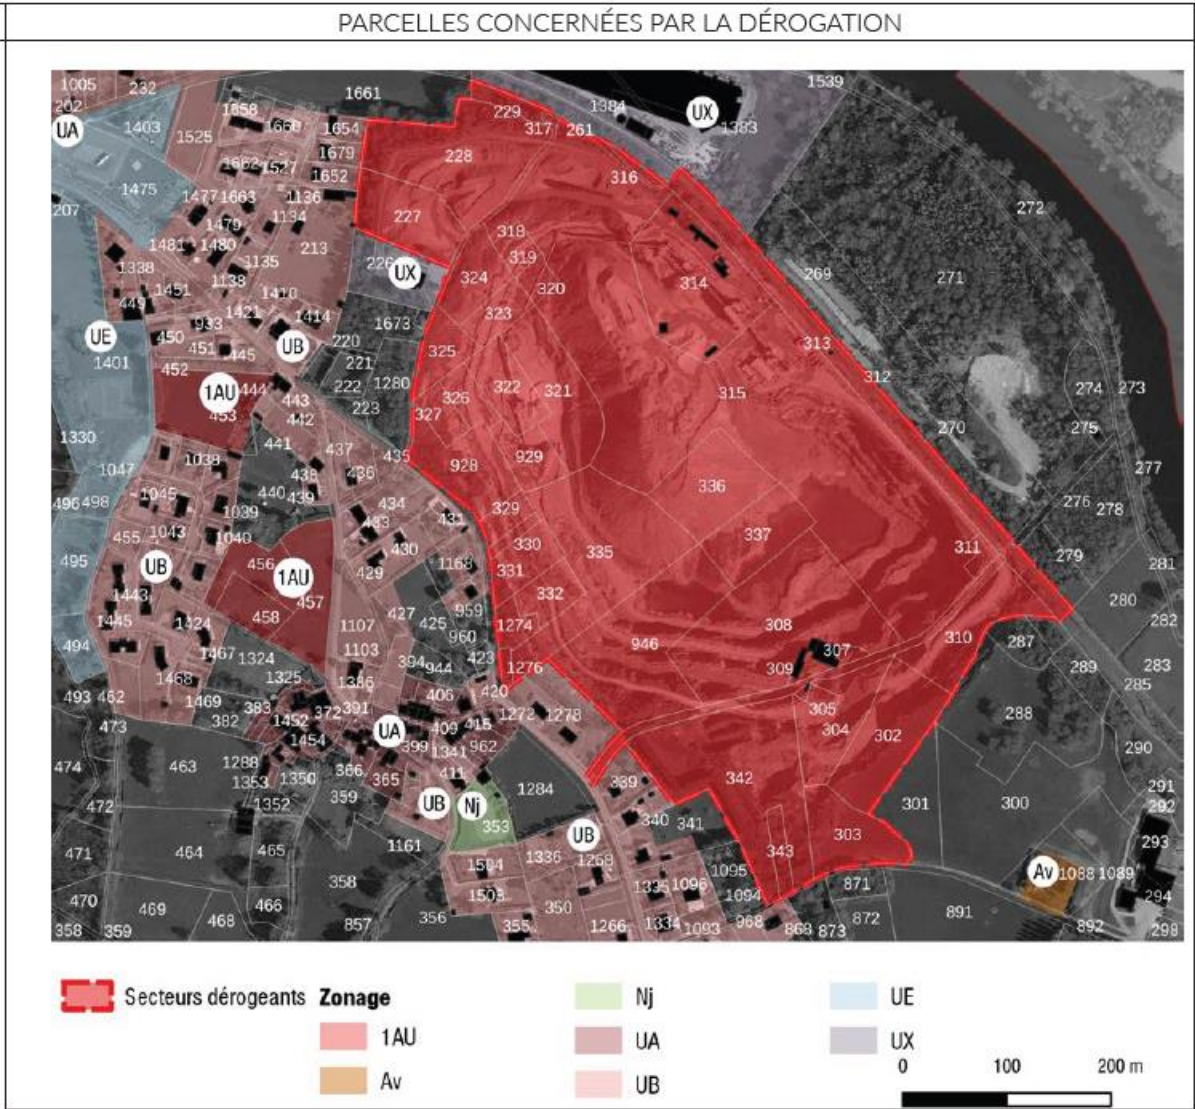 PARCELLES CONCERNÉES PAR LA DÉROGATION
1005 232 1661 1539
202 1403 1658 1660 1654 229 317 261 1384 UX 1383
UA 1525 1679 228
1662 1527 1652 316
1475 1477 1663 1136
207 1479 1134 227 272
1481 1480 213 318
1338 1135 226 UX 319 269 271
1451 1138 1410 324 320 314
449 1421 1414 323
UE 933 1673 313
1401 450 451 445 UB 220 325
452 221 312
1AU 444 222 1280 326 322 321 315 274 273
453 443 442 223 327
1330 441 437 435 270 275
1047 1038 438 436 928 929 277
496 498 1045 440 439 434 336 276 278
1039 433 431 329
455 1043 1040 430 330 335 337 311 279
495 UB 456 1AU 429 1168 331 281
1443 457 332 280
1445 1424 458 427 959 1274 308 282
1107 425 960 946 310 287
494 1467 1324 1103 394 944 423 1276 307 289 283
1468 1325 1386 309 285
493 462 1469 383 372 391 406 420 1272 1278 305 288
473 382 1452 UA 409 415 304 302
1454 399 1341 962 290
474 463 1288 366 411 342
1353 1350 365 339 291
472 1352 359 UB Nj 1284 301 300 292
353 340 341 303 293
471 464 465 1161 UB 343
1504 1336 1268 1095 Av 1088 1089
470 358 1503 1335 1096 1094 871 294
469 468 466 350 891
358 359 857 356 355 1266 1334 1093 968 868 873 872 892 298
Secteurs dérogeants
Zonage
1AU
Av
Nj
UA
UB
UE
UX
0 100 200 m